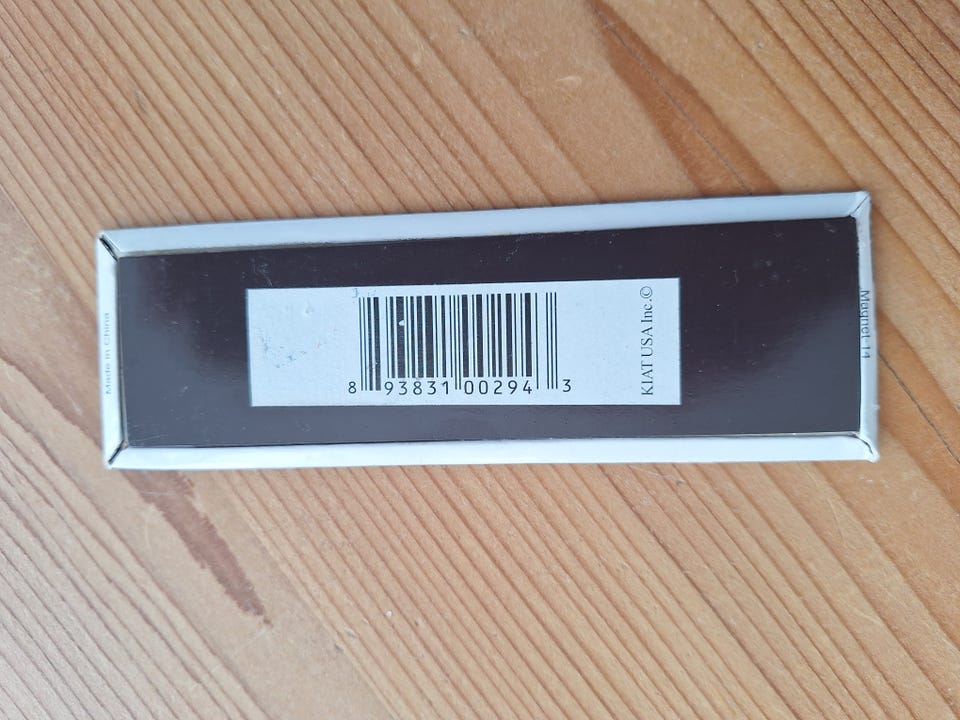 Made in China
8 93831 00294 3
KIAT USA Inc.©
Magnet-14